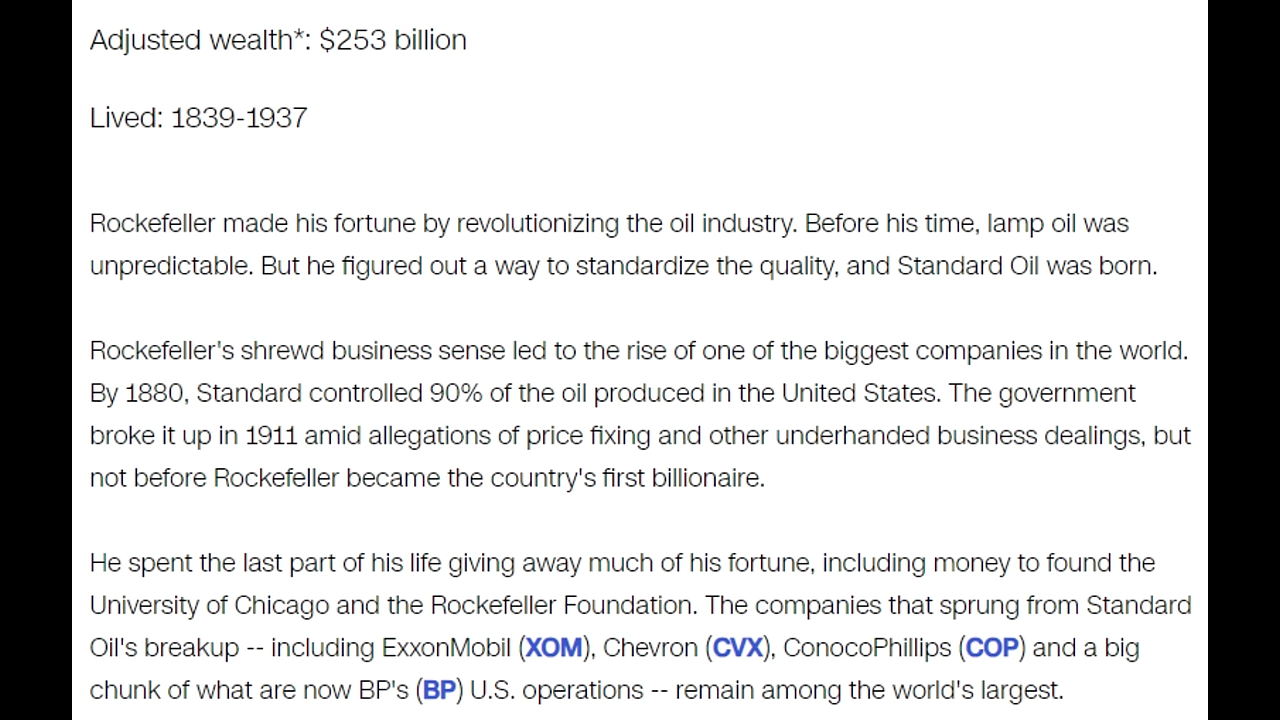 Adjusted wealth*: $253 billion
Lived: 1839-1937
Rockefeller made his fortune by revolutionizing the oil industry. Before his time, lamp oil was
unpredictable. But he figured out a way to standardize the quality, and Standard Oil was born.
Rockefeller's shrewd business sense led to the rise of one of the biggest companies in the world.
By 1880, Standard controlled 90% of the oil produced in the United States. The government
broke it up in 1911 amid allegations of price fixing and other underhanded business dealings, but
not before Rockefeller became the country's first billionaire.
He spent the last part of his life giving away much of his fortune, including money to found the
University of Chicago and the Rockefeller Foundation. The companies that sprung from Standard
Oil's breakup -- including ExxonMobil (XOM), Chevron (CVX), ConocoPhillips (COP) and a big
chunk of what are now BP's (BP) U.S. operations -- remain among the world's largest.